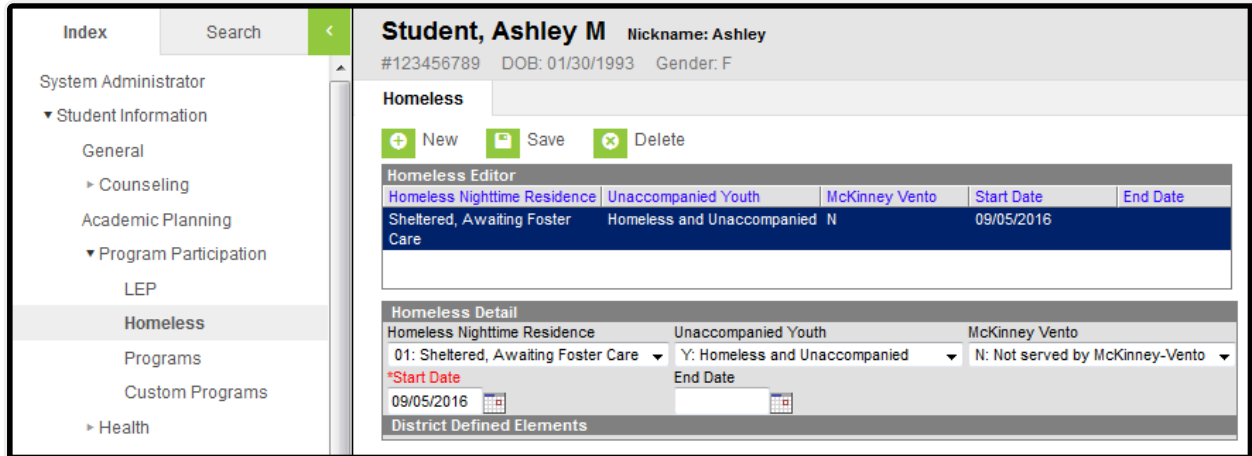 Index
Search
System Administrator
Student Information
General
Counseling
Academic Planning
Program Participation
LEP
Homeless
Programs
Custom Programs
Health
Student, Ashley M Nickname: Ashley
#123456789 DOB: 01/30/1993 Gender: F
Homeless
New Save Delete
Homeless Editor
Homeless Nighttime Residence Unaccompanied Youth McKinney Vento Start Date End Date
Sheltered, Awaiting Foster Homeless and Unaccompanied N 09/05/2016
Care
Homeless Detail
Homeless Nighttime Residence Unaccompanied Youth McKinney Vento
01: Sheltered, Awaiting Foster Care Y: Homeless and Unaccompanied N: Not served by McKinney-Vento
*Start Date End Date
09/05/2016
District Defined Elements